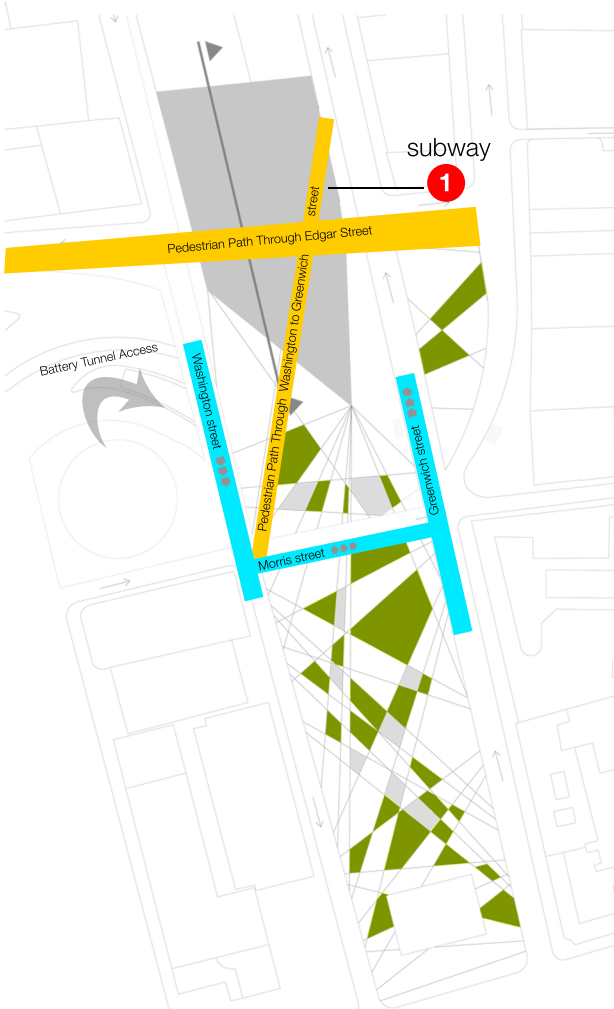 subway
1
Pedestrian Path Through Edgar Street
Pedestrian Path Through Washington to Greenwich street
Battery Tunnel Access
Washington street
Greenwich street
Morris street